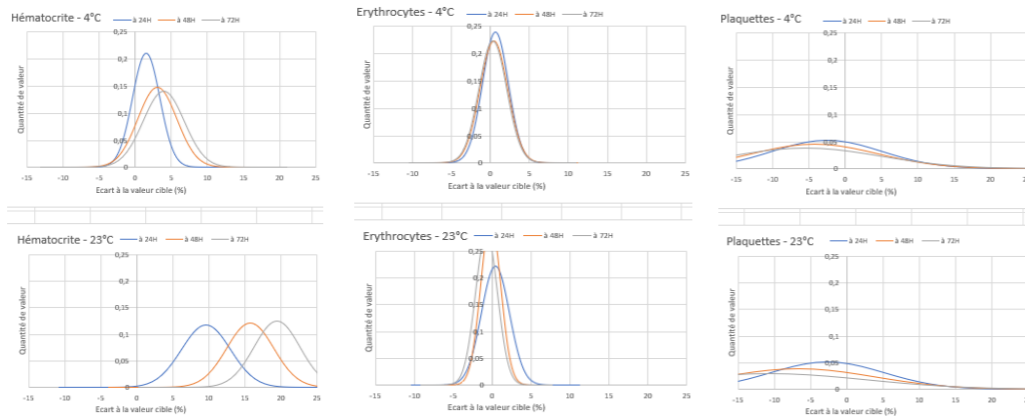 Hématocrite - 4°C à 24H à 48H à 72H
Quantité de valeur
0,25
0,2
0,15
0,1
0,05
0
-15 -10 -5 0 5 10 15 20 25
Ecart à la valeur cible (%)
Erythrocytes - 4°C à 24H à 48H à 72H
Quantité de valeur
0,25
0,2
0,15
0,1
0,05
0
-15 -10 -5 0 5 10 15 20 25
Ecart à la valeur cible (%)
Plaquettes - 4°C à 24H à 48H à 72H
Quantité de valeur
0,25
0,2
0,15
0,1
0,05
0
-15 -10 -5 0 5 10 15 20 25
Ecart à la valeur cible (%)
Hématocrite - 23°C à 24H à 48H à 72H
Quantité de valeur
0,25
0,2
0,15
0,1
0,05
0
-15 -10 -5 0 5 10 15 20 25
Ecart à la valeur cible (%)
Erythrocytes - 23°C à 24H à 48H à 72H
Quantité de valeur
0,25
0,2
0,15
0,1
0,05
0
-15 -10 -5 0 5 10 15 20 25
Ecart à la valeur cible (%)
Plaquettes - 23°C à 24H à 48H à 72H
Quantité de valeur
0,25
0,2
0,15
0,1
0,05
0
-15 -10 -5 0 5 10 15 20 25
Ecart à la valeur cible (%)